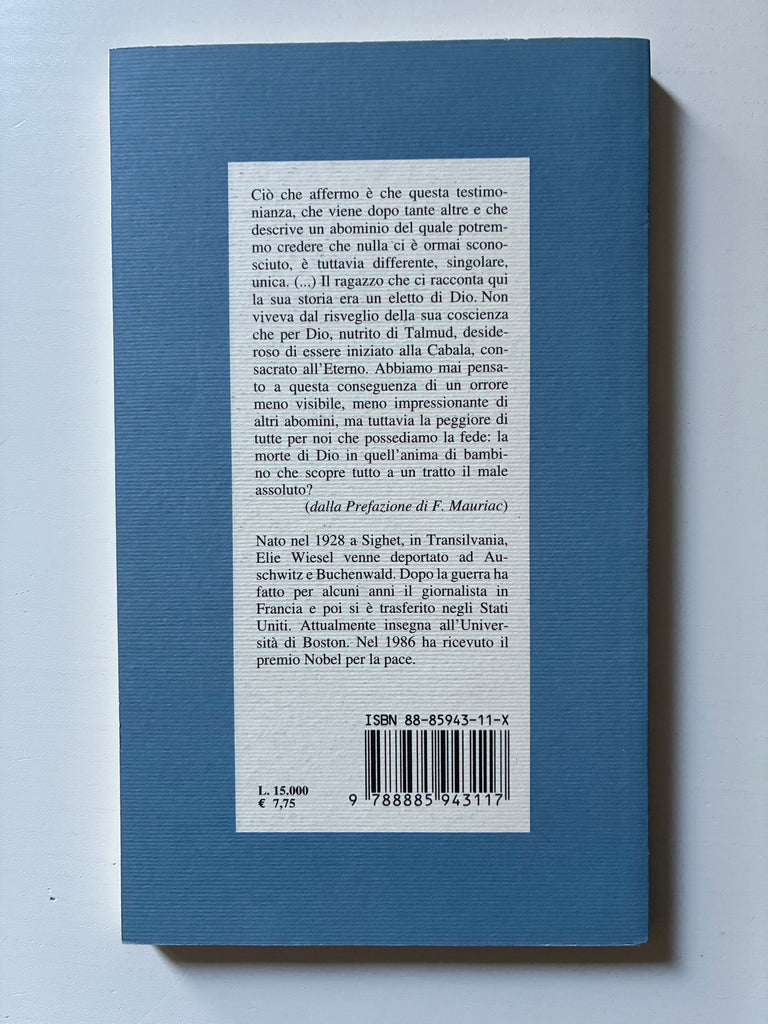 Ciò che affermo è che questa testimo-
nianza, che viene dopo tante altre e che
descrive un abominio del quale potrem-
mo credere che nulla ci è ormai scono-
sciuto, è tuttavia differente, singolare,
unica. (...) Il ragazzo che ci racconta qui
la sua storia era un eletto di Dio. Non
viveva dal risveglio della sua coscienza
che per Dio, nutrito di Talmud, deside-
roso di essere iniziato alla Cabala, con-
sacrato all'Eterno. Abbiamo mai pensa-
to a questa conseguenza di un orrore
meno visibile, meno impressionante di
altri abomini, ma tuttavia la peggiore di
tutte per noi che possediamo la fede: la
morte di Dio in quell'anima di bambi-
no che scopre tutto a un tratto il male
assoluto?
(dalla Prefazione di F. Mauriac)
Nato nel 1928 a Sighet, in Transilvania,
Elie Wiesel venne deportato ad Au-
schwitz e Buchenwald. Dopo la guerra ha
fatto per alcuni anni il giornalista in
Francia e poi si è trasferito negli Stati
Uniti. Attualmente insegna all'Univer-
sità di Boston. Nel 1986 ha ricevuto il
premio Nobel per la pace.
ISBN 88-85943-11-X
L. 15.000
€ 7,75
9 788885 943117